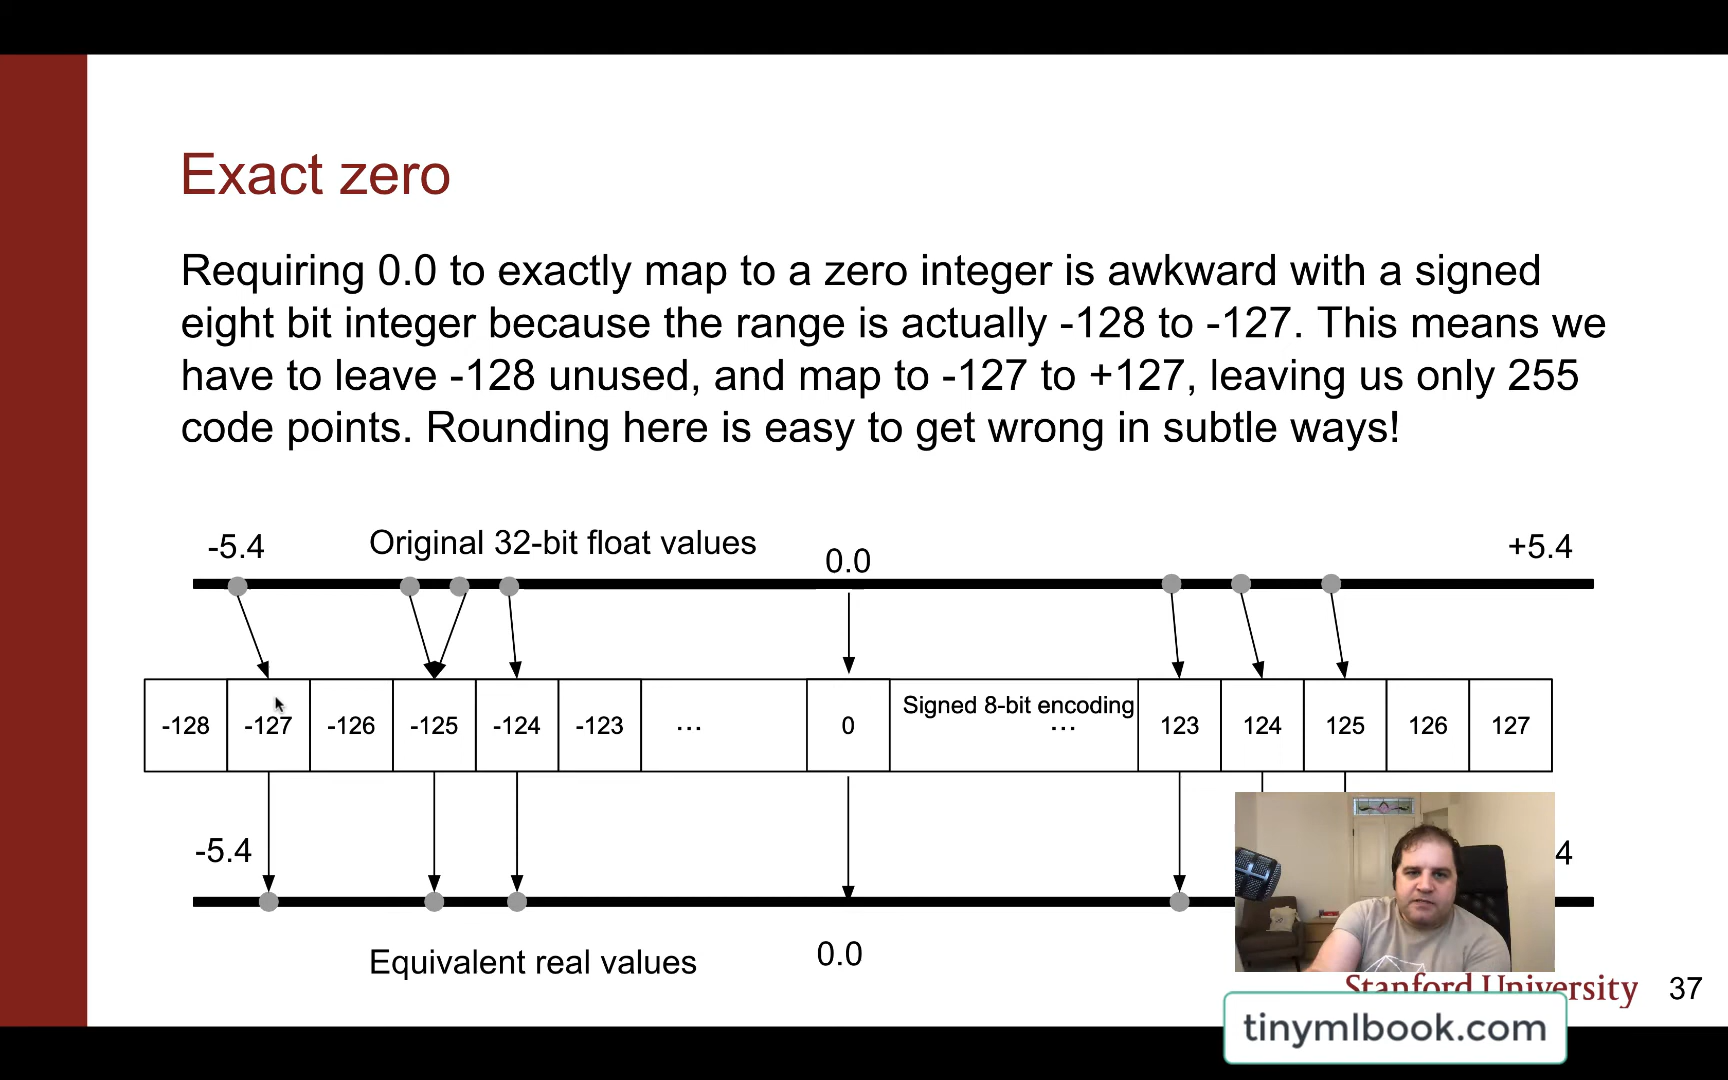 Exact zero
Requiring 0.0 to exactly map to a zero integer is awkward with a signed
eight bit integer because the range is actually -128 to -127. This means we
have to leave -128 unused, and map to -127 to +127, leaving us only 255
code points. Rounding here is easy to get wrong in subtle ways!
-5.4 Original 32-bit float values 0.0 +5.4
Signed 8-bit encoding
-128 -127 -126 -125 -124 -123 ... 0 ... 123 124 125 126 127
-5.4 4
Equivalent real values 0.0
Stanford University 37
tinymlbook.com